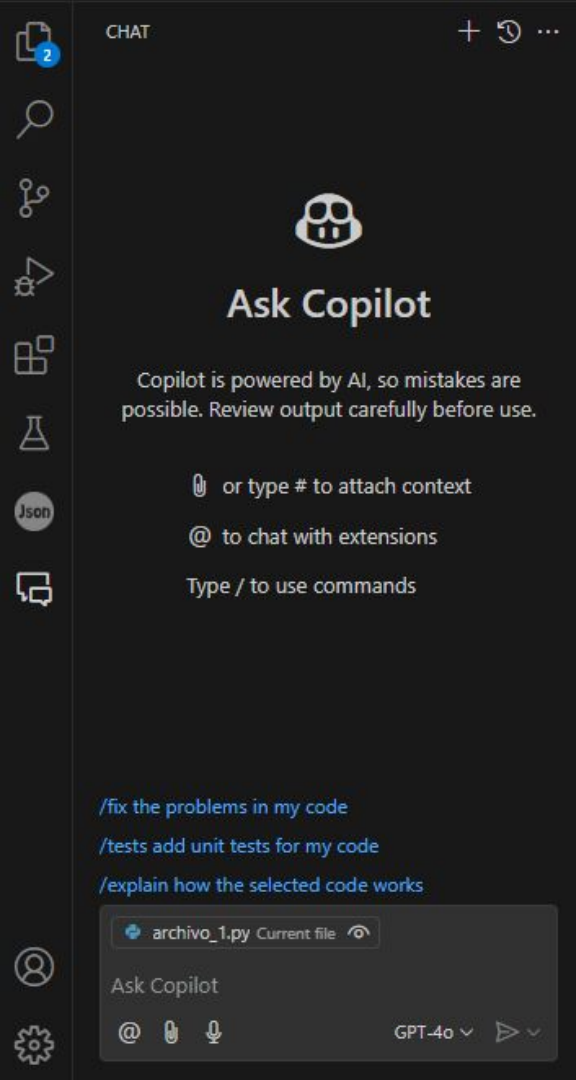 CHAT
2
Ask Copilot
Copilot is powered by AI, so mistakes are
possible. Review output carefully before use.
or type # to attach context
@ to chat with extensions
Type / to use commands
Json
/fix the problems in my code
/tests add unit tests for my code
/explain how the selected code works
archivo_1.py Current file
Ask Copilot
@ GPT-4o